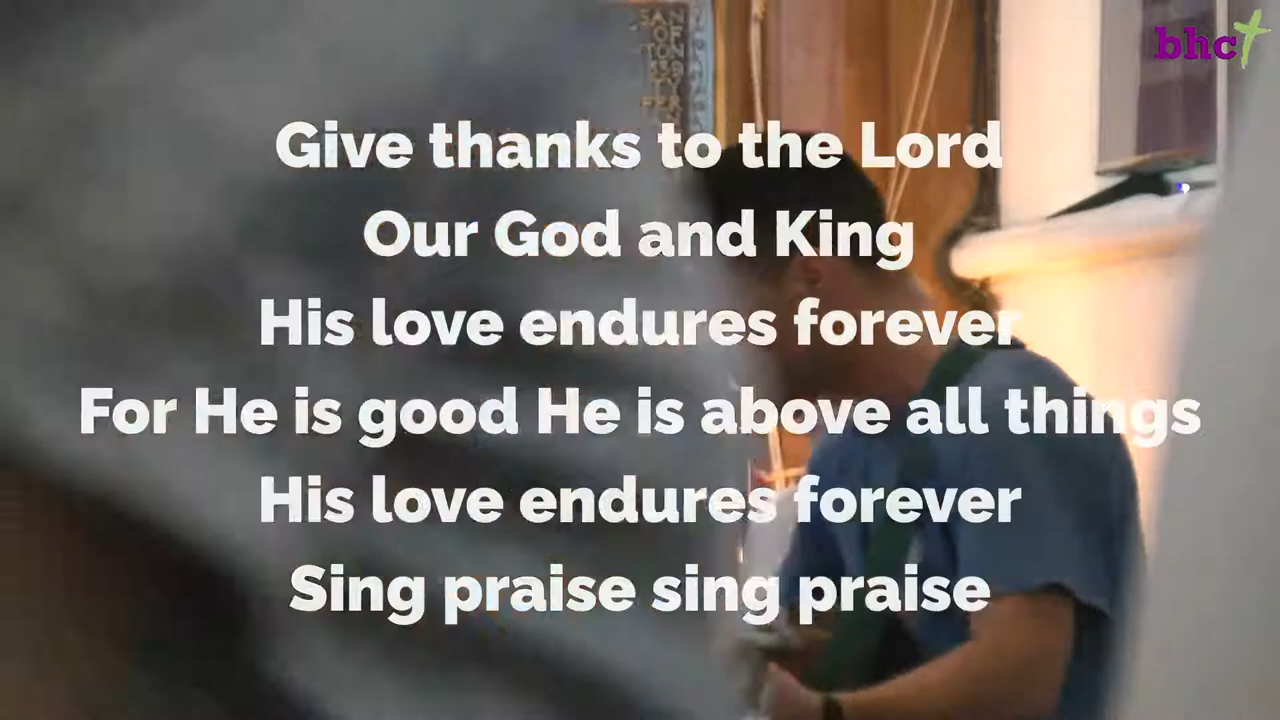 bhc
Give thanks to the Lord
Our God and King
His love endures forever
For He is good He is above all things
His love endures forever
Sing praise sing praise